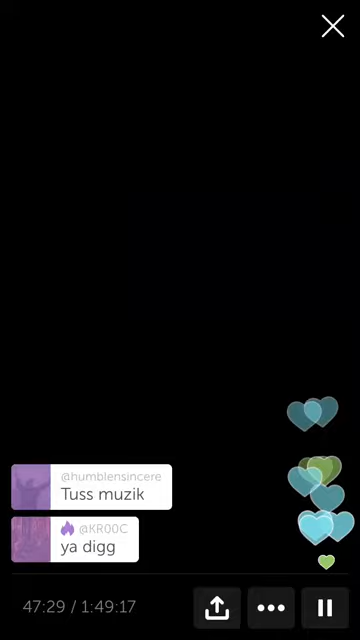 @humblensincere
Tuss muzik
@KR00C
ya digg
47:29 / 1:49:17